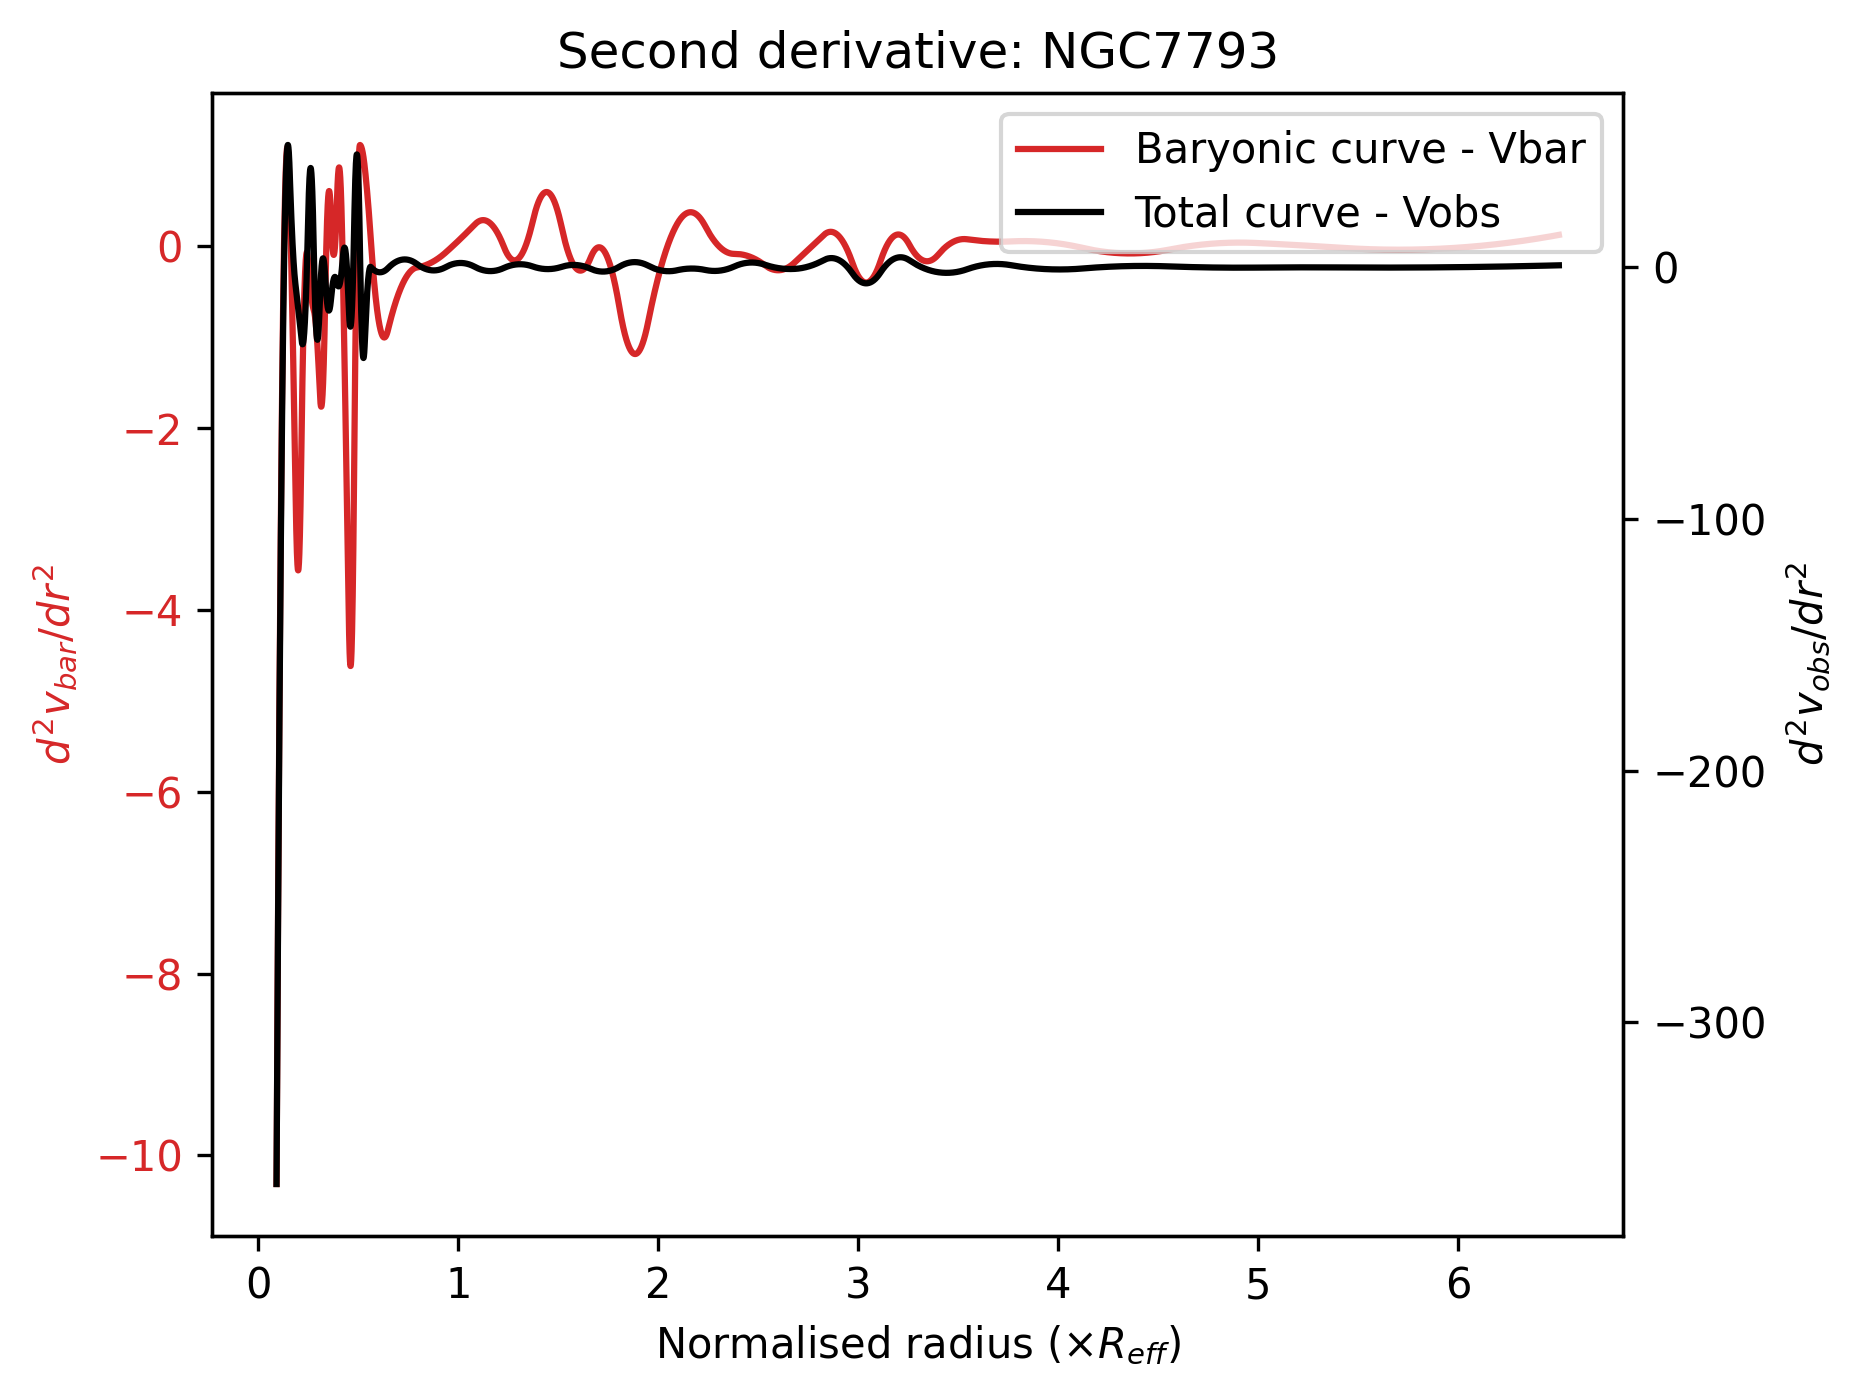 Second derivative: NGC7793
Baryonic curve - Vbar
Total curve - Vobs
0
−2
−4
−6
−8
−10
d²v_bar/dr²
0
−100
−200
−300
d²v_obs/dr²
0 1 2 3 4 5 6
Normalised radius (×R_eff)